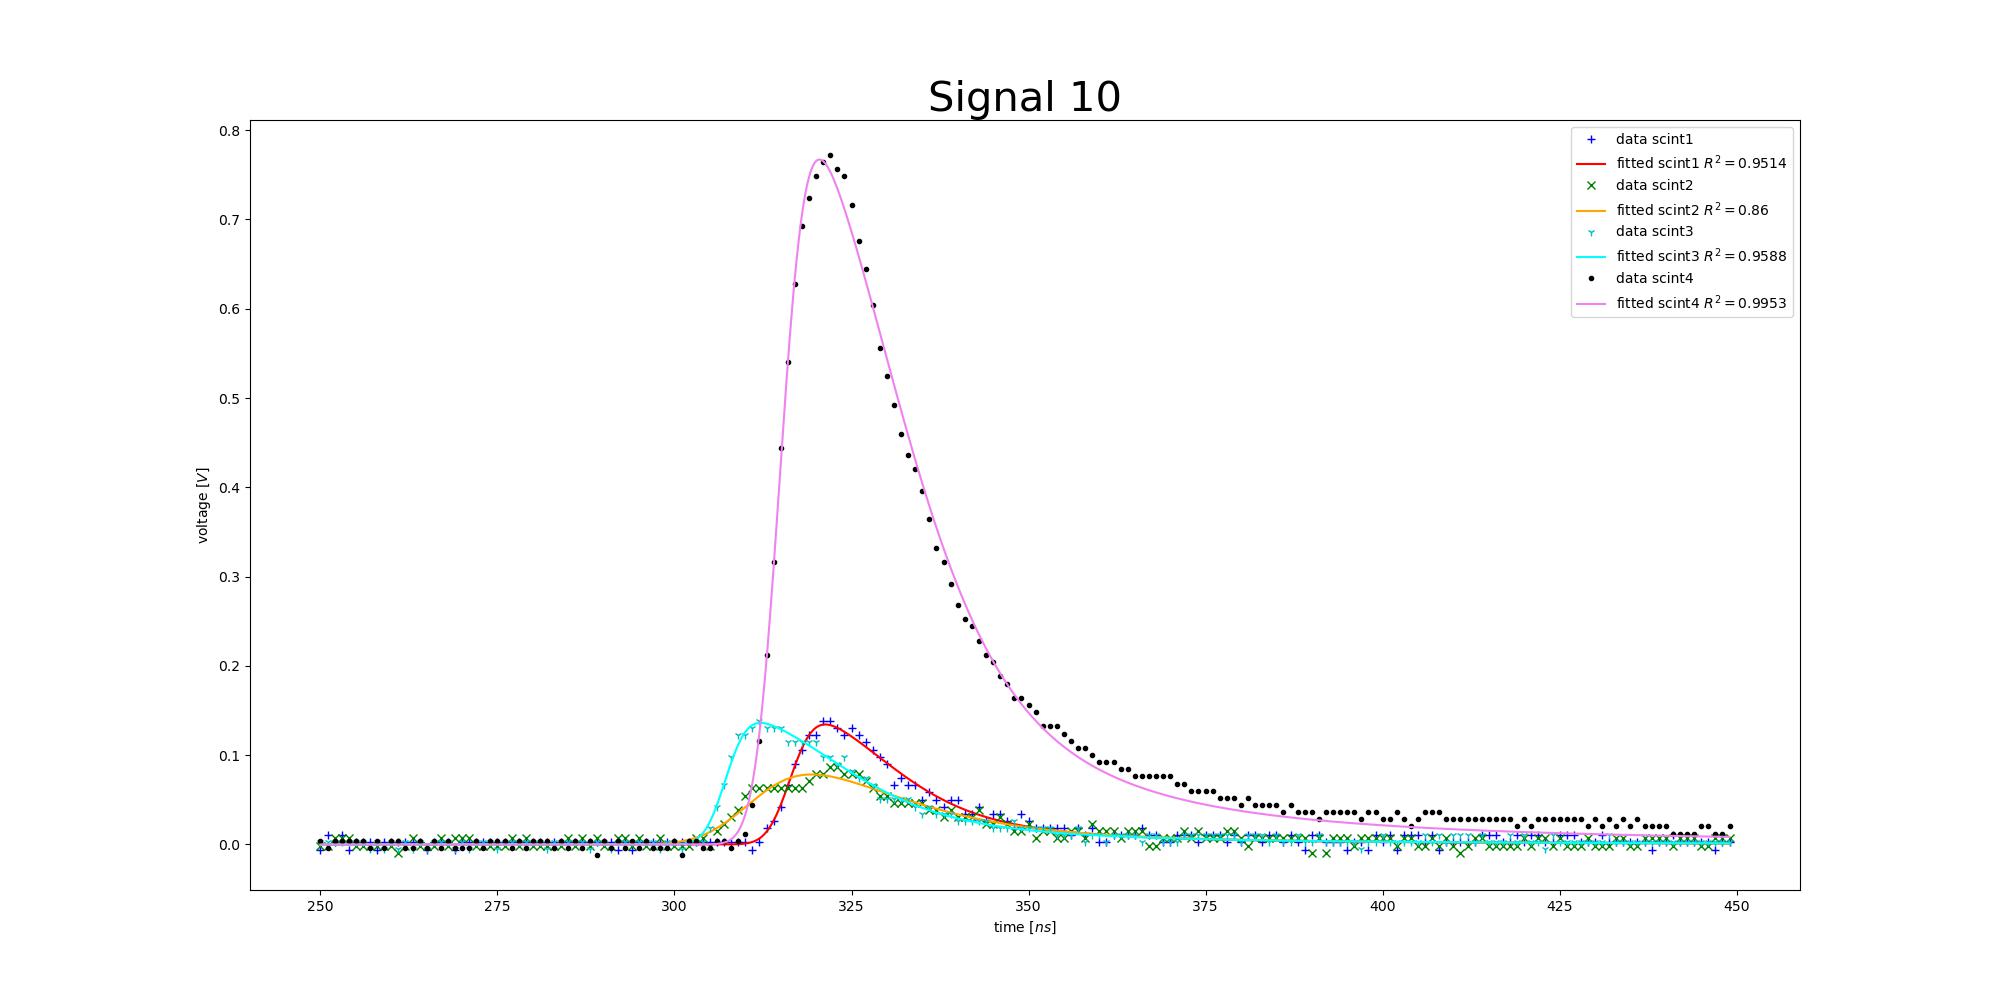 Signal 10
0.8
0.7
0.6
0.5
0.4
0.3
0.2
0.1
0.0
voltage [V]
250
275
300
325
350
375
400
425
450
time [ns]
data scint1
fitted scint1 R² = 0.9514
data scint2
fitted scint2 R² = 0.86
data scint3
fitted scint3 R² = 0.9588
data scint4
fitted scint4 R² = 0.9953